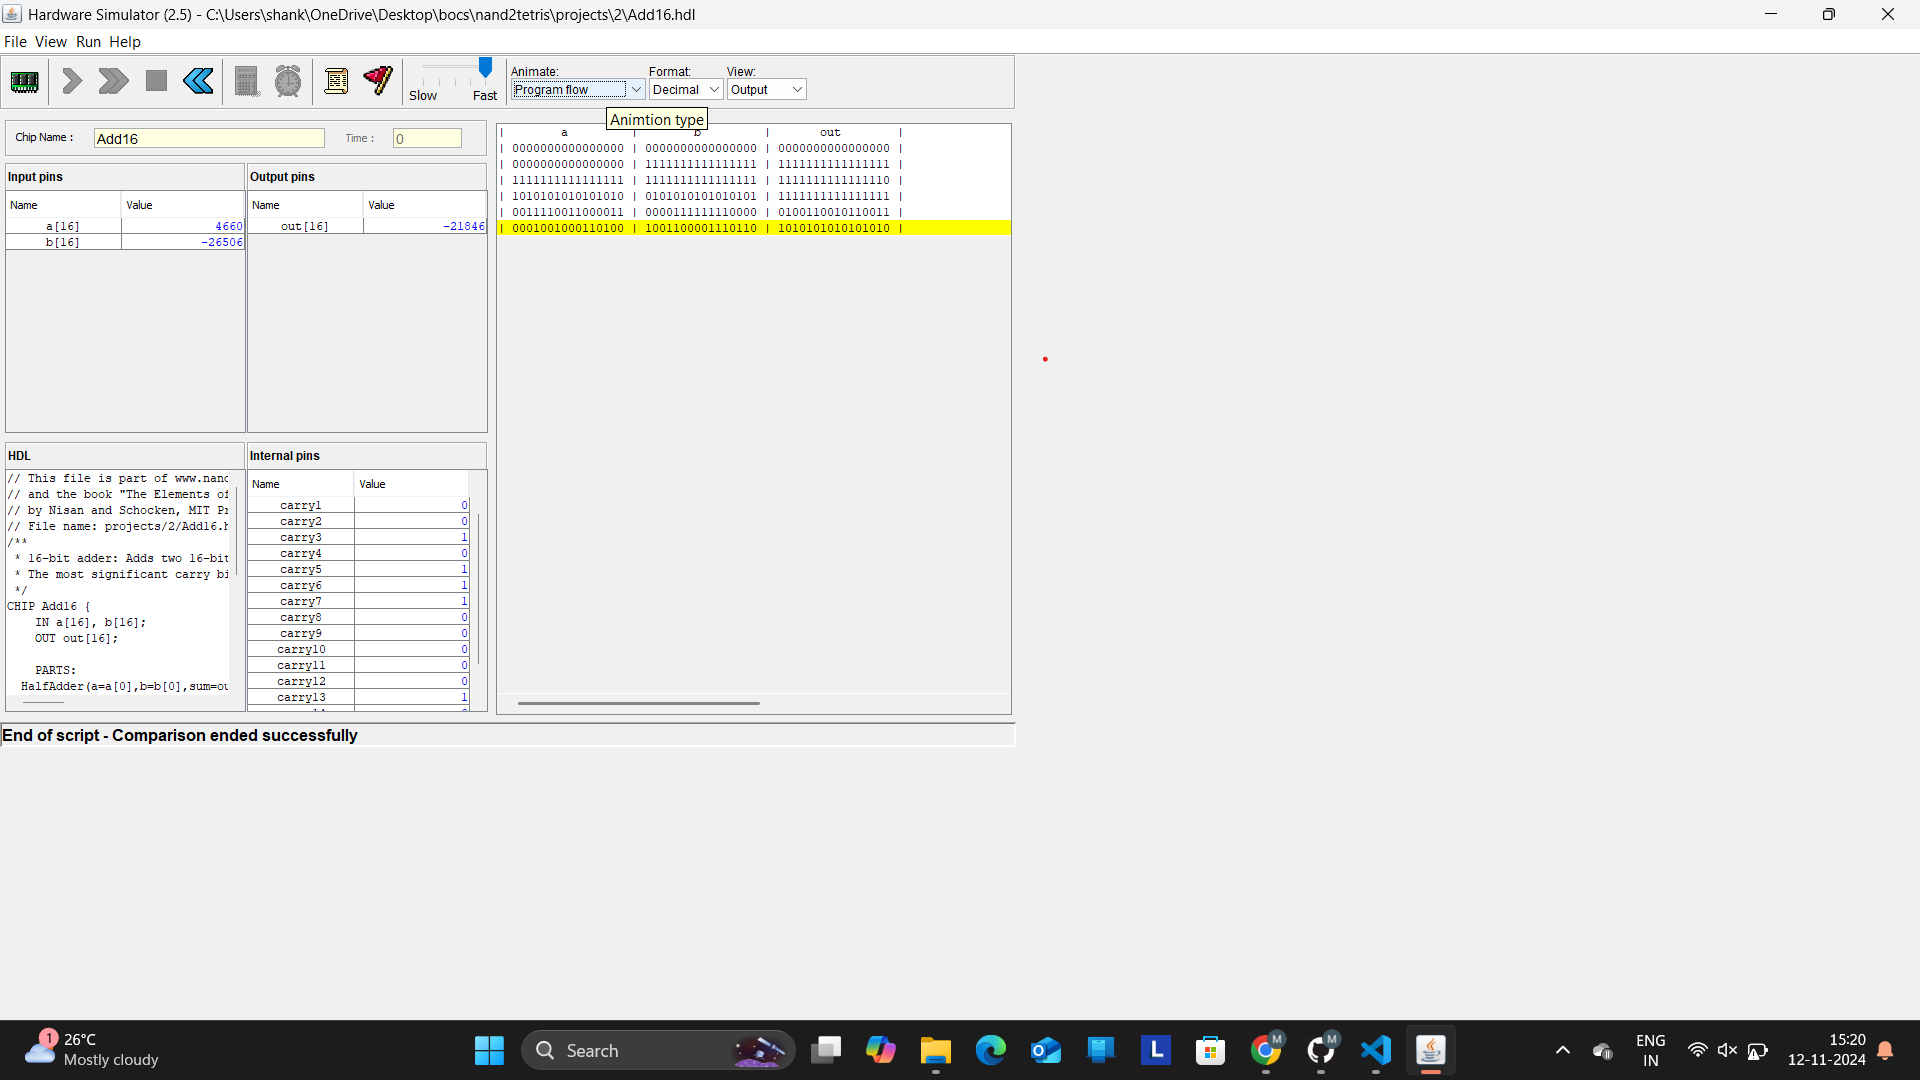 Hardware Simulator (2.5) - C:\Users\shank\OneDrive\Desktop\bocs\nand2tetris\projects\2\Add16.hdl
File View Run Help
Slow Fast
Animate: Format: View:
Program flow Decimal Output
Animtion type
Chip Name : Add16 Time : 0
Input pins
Name Value
a[16] 4660
b[16] -26506
Output pins
Name Value
out[16] -21846
| a | b | out |
| 0000000000000000 | 0000000000000000 | 0000000000000000 |
| 0000000000000000 | 1111111111111111 | 1111111111111111 |
| 1111111111111111 | 1111111111111111 | 1111111111111110 |
| 1010101010101010 | 0101010101010101 | 1111111111111111 |
| 0011110011000011 | 0000111111110000 | 0100110010110011 |
| 0001001000110100 | 1001100001110110 | 1010101010101010 |
HDL
// This file is part of www.nand
// and the book "The Elements of
// by Nisan and Schocken, MIT Pr
// File name: projects/2/Add16.h
/**
* 16-bit adder: Adds two 16-bit
* The most significant carry bi
*/
CHIP Add16 {
IN a[16], b[16];
OUT out[16];
PARTS:
HalfAdder(a=a[0],b=b[0],sum=ou
Internal pins
Name Value
carry1 0
carry2 0
carry3 1
carry4 0
carry5 1
carry6 1
carry7 1
carry8 0
carry9 0
carry10 0
carry11 0
carry12 0
carry13 1
End of script - Comparison ended successfully
1
26°C
Mostly cloudy
Search
L
M
M
ENG
IN
15:20
12-11-2024